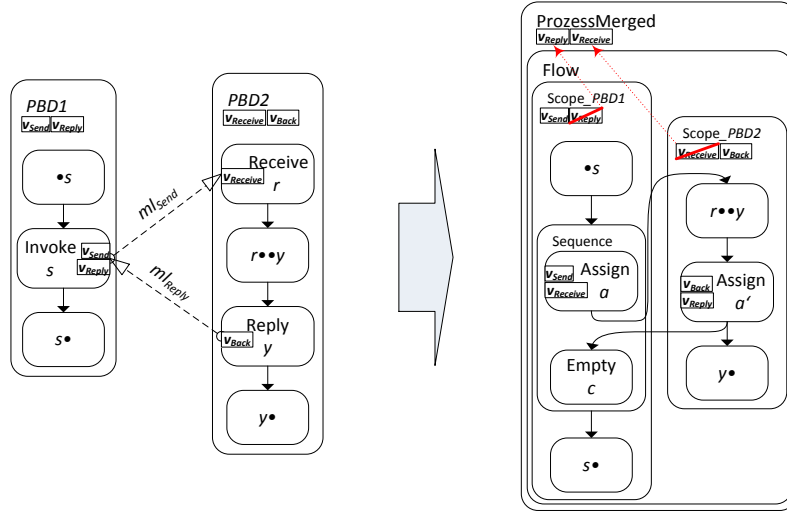 PBD1
vSend vReply
•s
Invoke
vSend
s
vReply
s•
mlSend
mlReply
PBD2
vReceive vBack
Receive
vReceive
r
r••y
Reply
vBack
y
y•
ProzessMerged
vReply vReceive
Flow
Scope_PBD1
vSend vReply
•s
Sequence
vSend
Assign
vReceive
a
Empty
c
s•
Scope_PBD2
vReceive vBack
r••y
vBack
Assign
vReply
a‘
y•